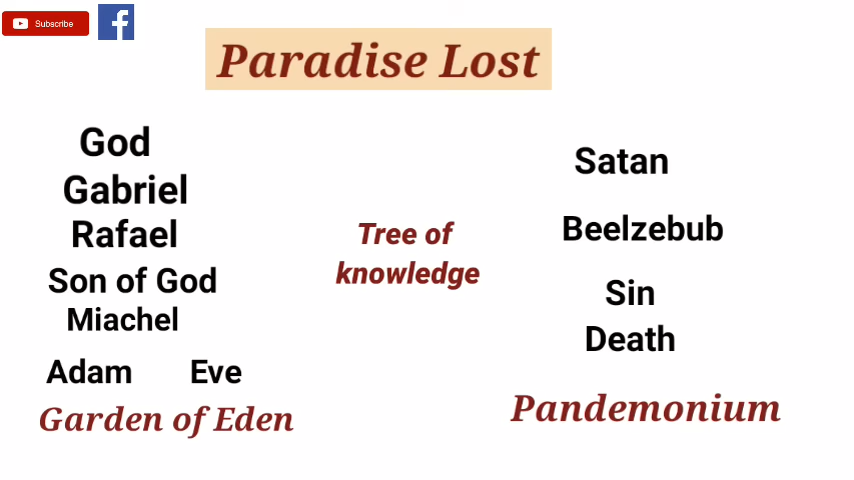 Subscribe
f
Paradise Lost
God
Gabriel
Rafael
Son of God
Miachel
Adam Eve
Garden of Eden
Tree of
knowledge
Satan
Beelzebub
Sin
Death
Pandemonium